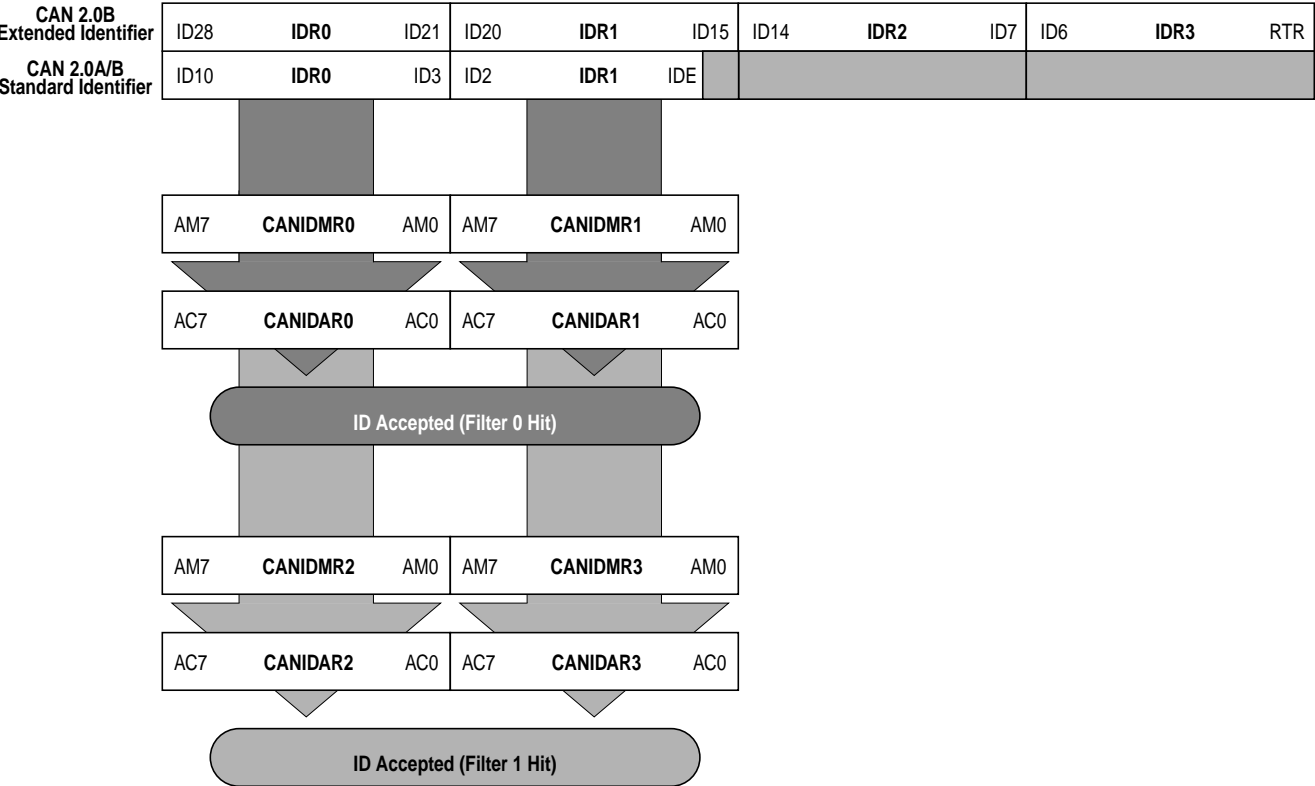 CAN 2.0B
Extended Identifier
ID28 IDR0 ID21 ID20 IDR1 ID15 ID14 IDR2 ID7 ID6 IDR3 RTR
CAN 2.0A/B
Standard Identifier
ID10 IDR0 ID3 ID2 IDR1 IDE
AM7 CANIDMR0 AM0 AM7 CANIDMR1 AM0
AC7 CANIDAR0 AC0 AC7 CANIDAR1 AC0
ID Accepted (Filter 0 Hit)
AM7 CANIDMR2 AM0 AM7 CANIDMR3 AM0
AC7 CANIDAR2 AC0 AC7 CANIDAR3 AC0
ID Accepted (Filter 1 Hit)